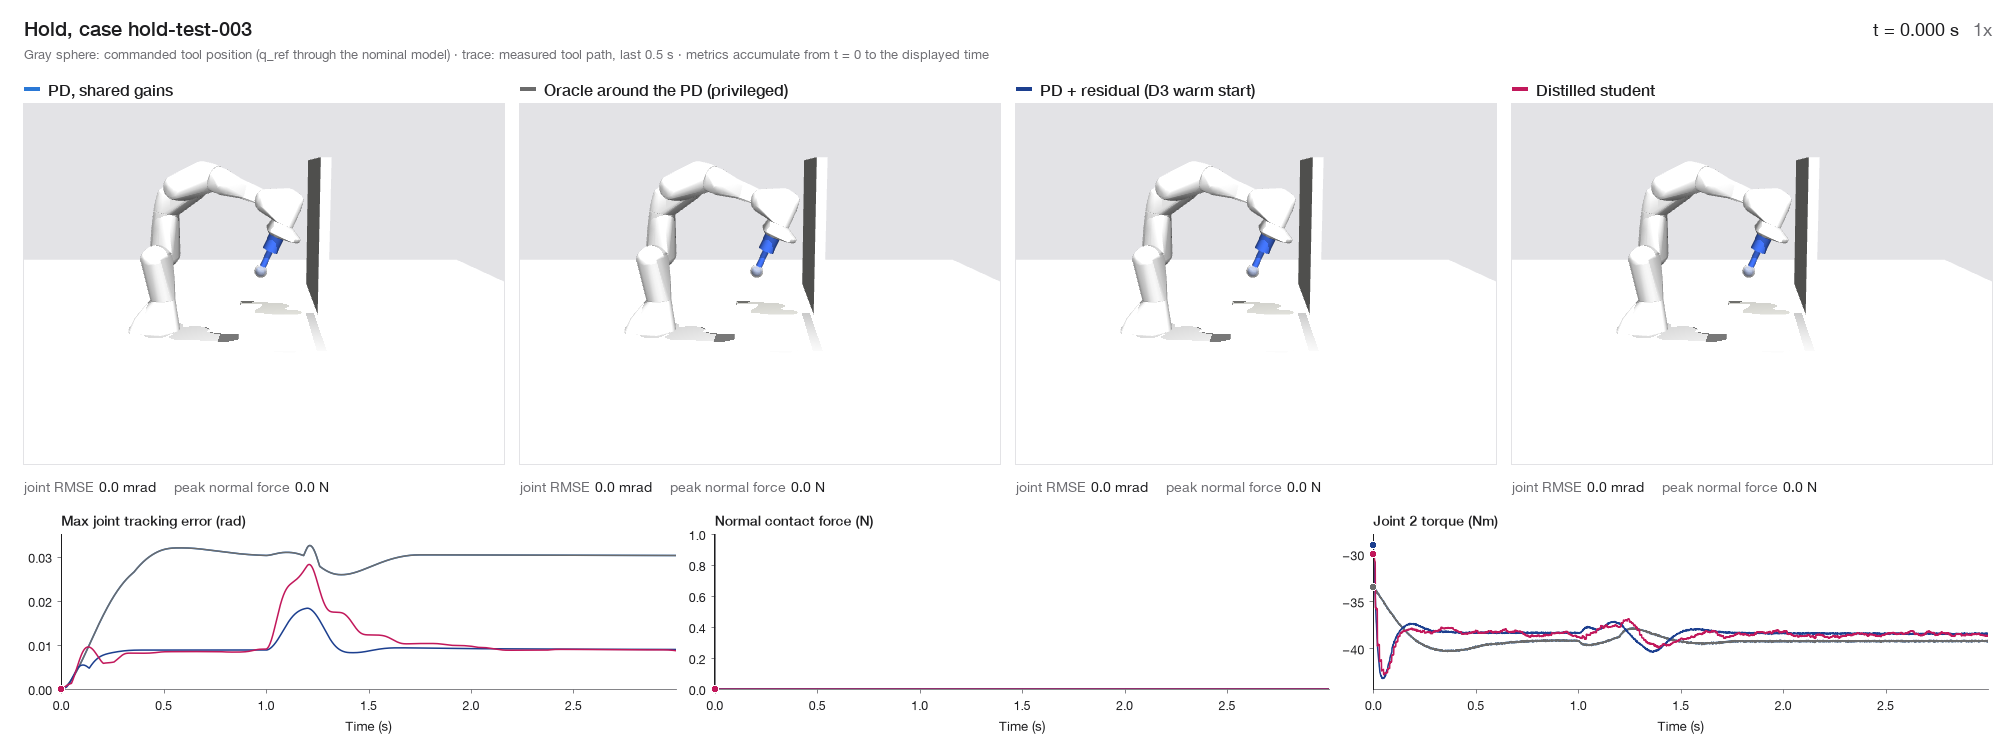 Hold, case hold-test-003
t = 0.000 s 1x
Gray sphere: commanded tool position (q_ref through the nominal model) · trace: measured tool path, last 0.5 s · metrics accumulate from t = 0 to the displayed time
PD, shared gains
Oracle around the PD (privileged)
PD + residual (D3 warm start)
Distilled student
joint RMSE 0.0 mrad peak normal force 0.0 N
joint RMSE 0.0 mrad peak normal force 0.0 N
joint RMSE 0.0 mrad peak normal force 0.0 N
joint RMSE 0.0 mrad peak normal force 0.0 N
Max joint tracking error (rad)
0.03
0.02
0.01
0.00
0.0 0.5 1.0 1.5 2.0 2.5
Time (s)
Normal contact force (N)
1.0
0.8
0.6
0.4
0.2
0.0
0.0 0.5 1.0 1.5 2.0 2.5
Time (s)
Joint 2 torque (Nm)
−30
−35
−40
0.0 0.5 1.0 1.5 2.0 2.5
Time (s)